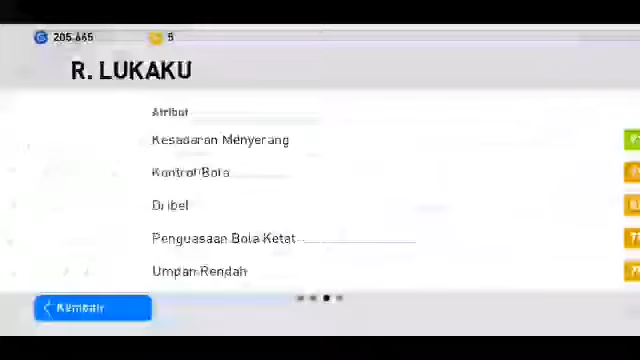 205.665 5
R. LUKAKU
Atribut
Kesadaran Menyerang
Kontrol Bola
Dribel
Penguasaan Bola Ketat
Umpan Rendah
Kembali